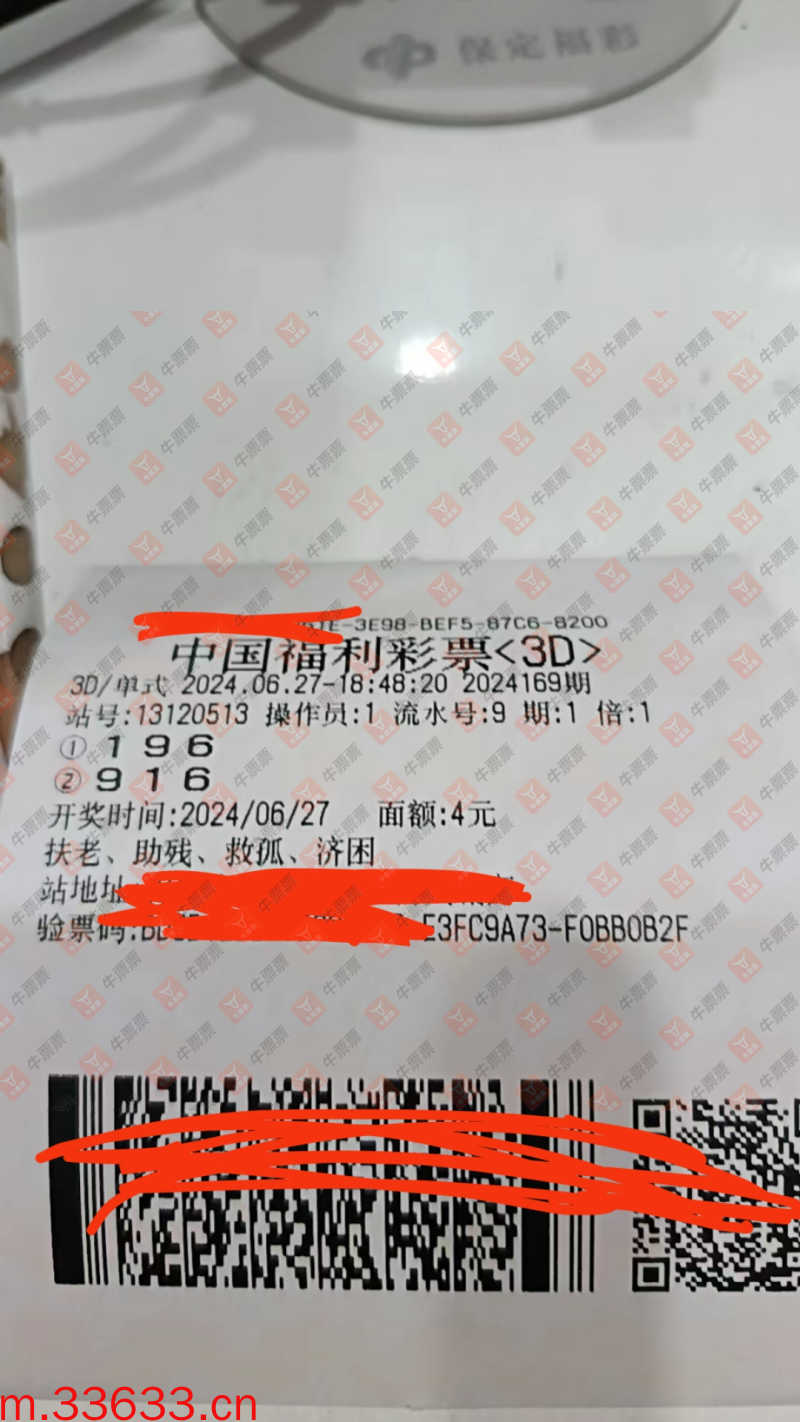 保定福彩
3E98-BEF5-87C6-8200
中国福利彩票<3D>
3D/单式 2024.06.27-18:48:20 2024169期
站号:13120513 操作员:1 流水号:9 期:1 倍:1
① 1 9 6
② 9 1 6
开奖时间:2024/06/27 面额:4元
扶老、助残、救孤、济困
站地址
验票码: E3FC9A73-F0BB0B2F
牛票票
m.33633.cn